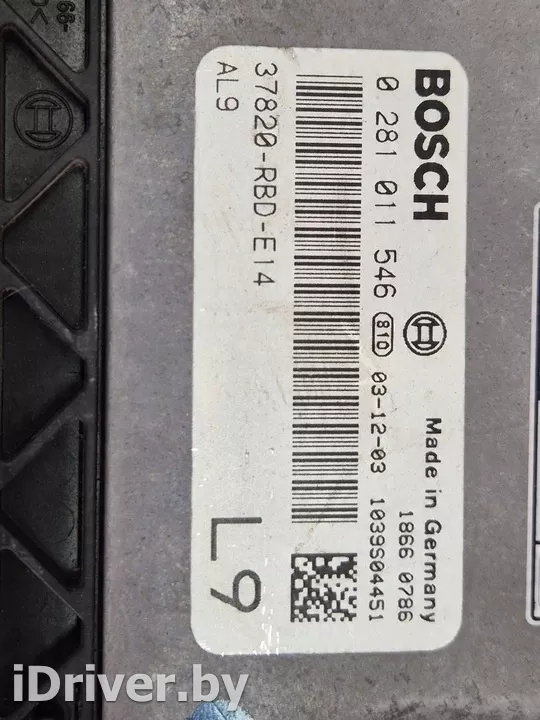 BOSCH
Made in Germany
1866 0786
0 281 011 546 810 03-12-03 1039S04451
37820-RBD-E14
AL9
L9
iDriver.by